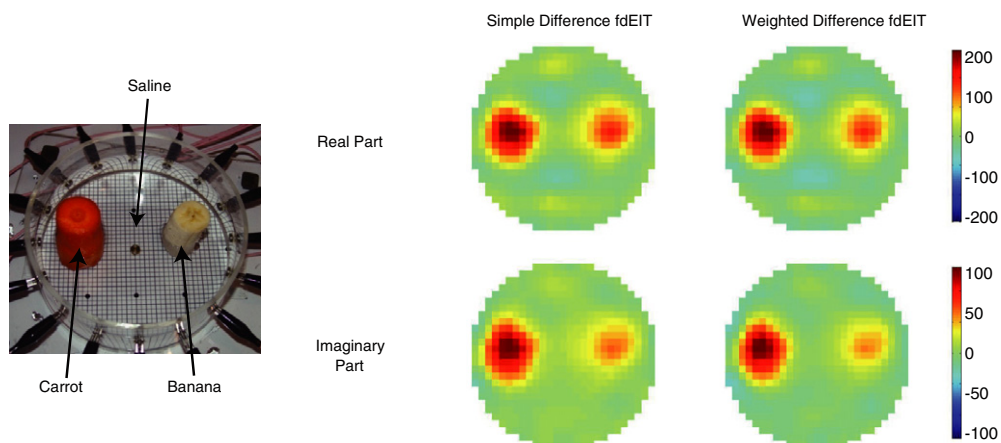 Simple Difference fdEIT
Weighted Difference fdEIT
Saline
Real Part
200
100
0
-100
-200
Imaginary
Part
100
50
0
-50
-100
Carrot
Banana